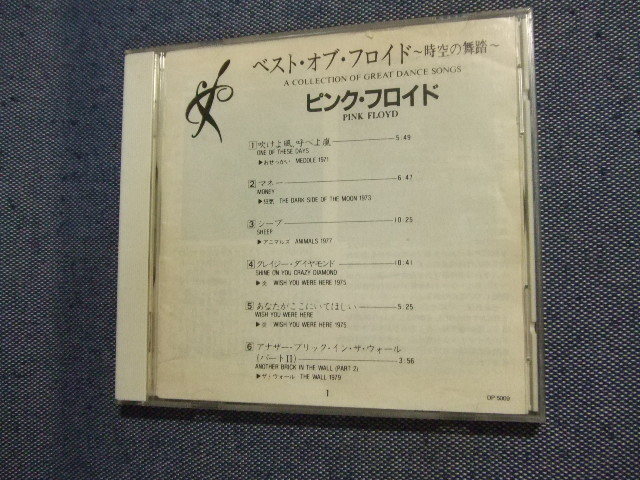 ベスト・オブ・フロイド～時空の舞踏～
A COLLECTION OF GREAT DANCE SONGS
ピンク・フロイド
PINK FLOYD
1 吹けよ風、呼べよ嵐 5:49
ONE OF THESE DAYS
▶おせっかい MEDDLE 1971
2 マネー 6:47
MONEY
▶狂気 THE DARK SIDE OF THE MOON 1973
3 シープ 10:25
SHEEP
▶アニマルズ ANIMALS 1977
4 クレイジー・ダイヤモンド 10:41
SHINE ON YOU CRAZY DIAMOND
▶炎 WISH YOU WERE HERE 1975
5 あなたがここにいてほしい 5:25
WISH YOU WERE HERE
▶炎 WISH YOU WERE HERE 1975
6 アナザー・ブリック・イン・ザ・ウォール
(パートII) 3:56
ANOTHER BRICK IN THE WALL (PART 2)
▶ザ・ウォール THE WALL 1979
1
DP 5009